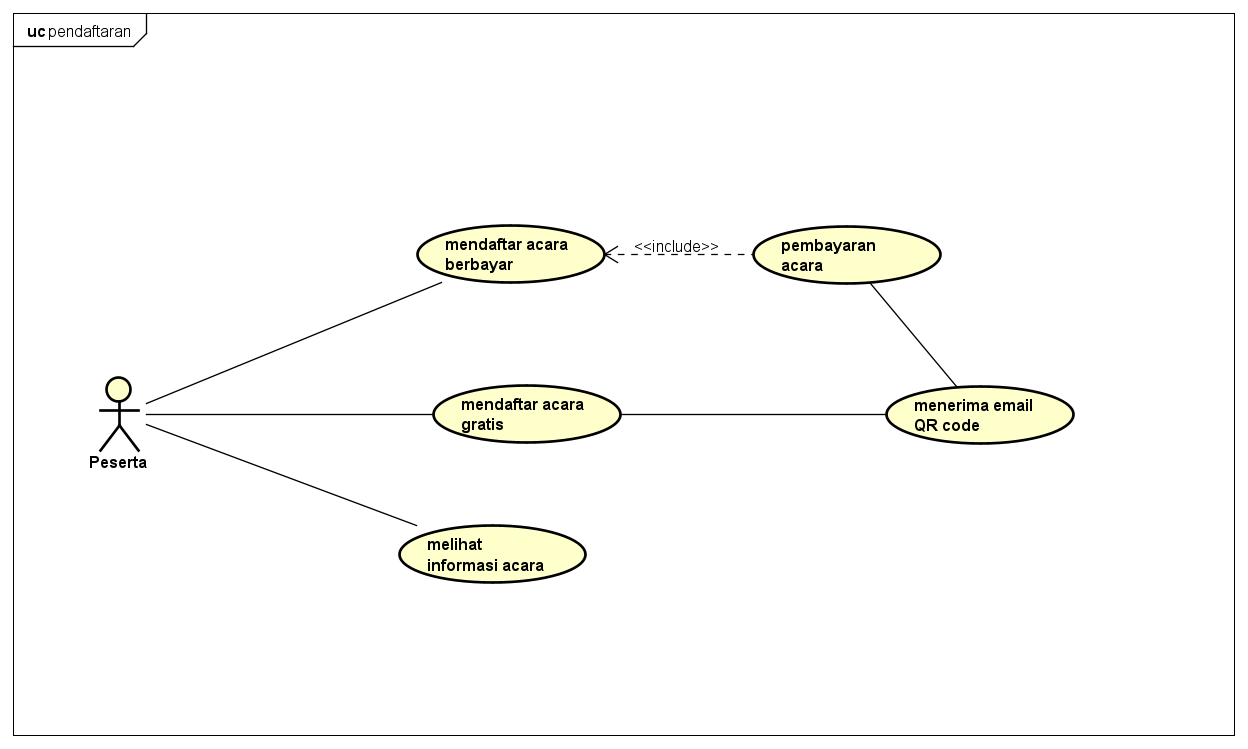 uc pendaftaran
mendaftar acara
berbayar
<<include>>
pembayaran
acara
mendaftar acara
gratis
menerima email
QR code
Peserta
melihat
informasi acara